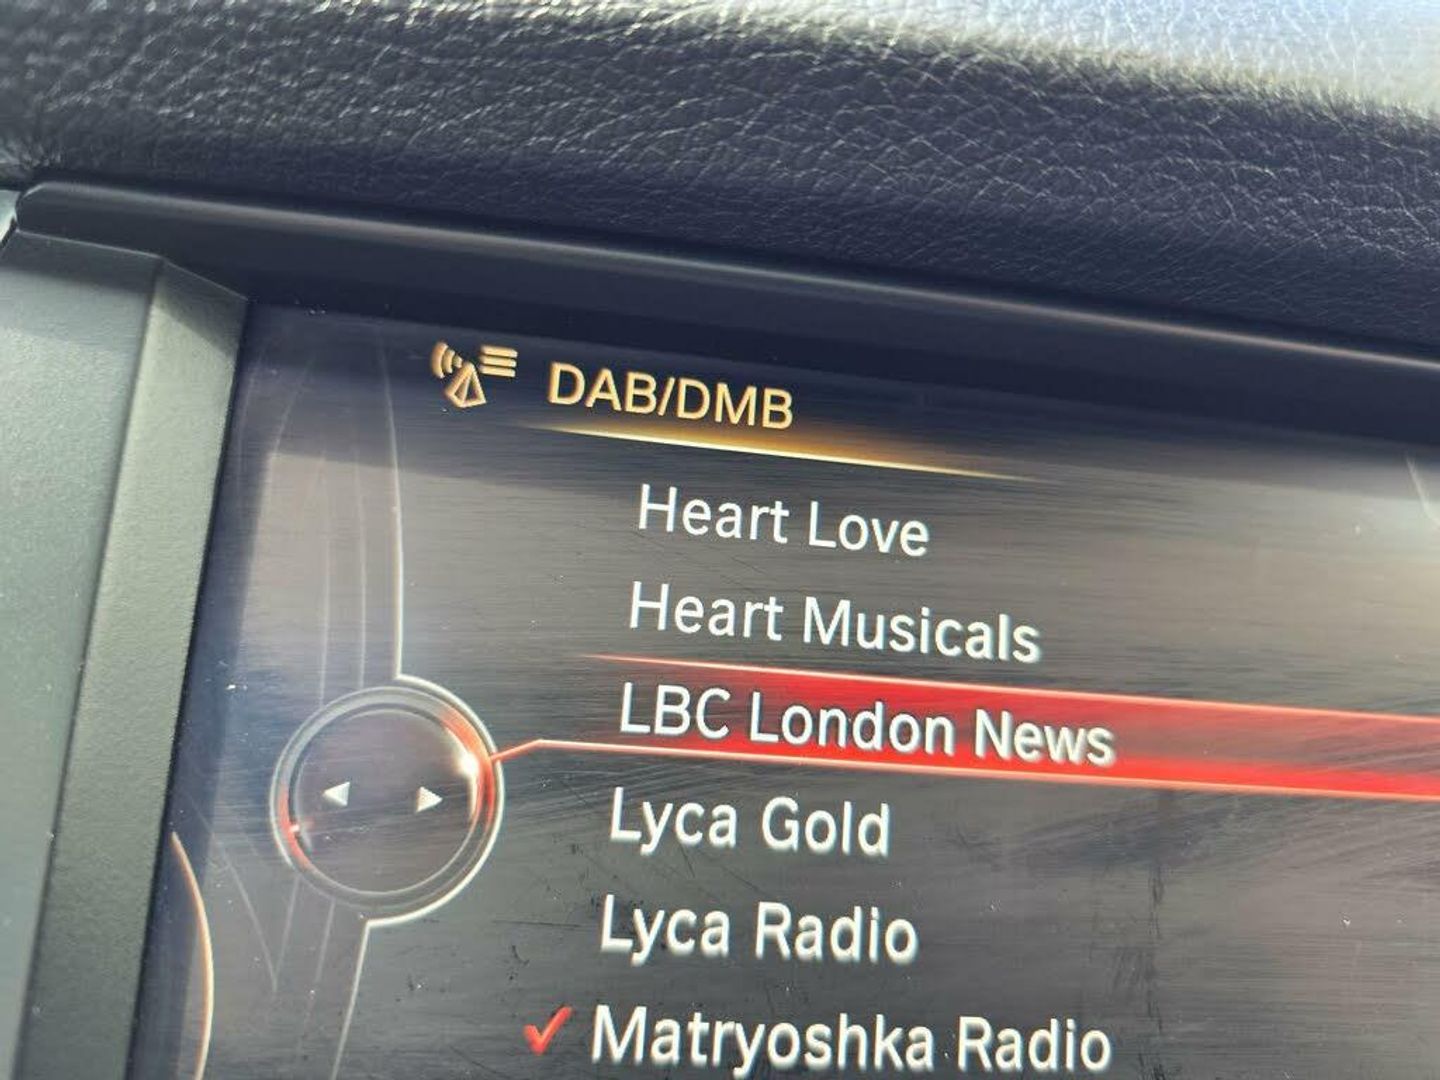 DAB/DMB
Heart Love
Heart Musicals
LBC London News
Lyca Gold
Lyca Radio
Matryoshka Radio